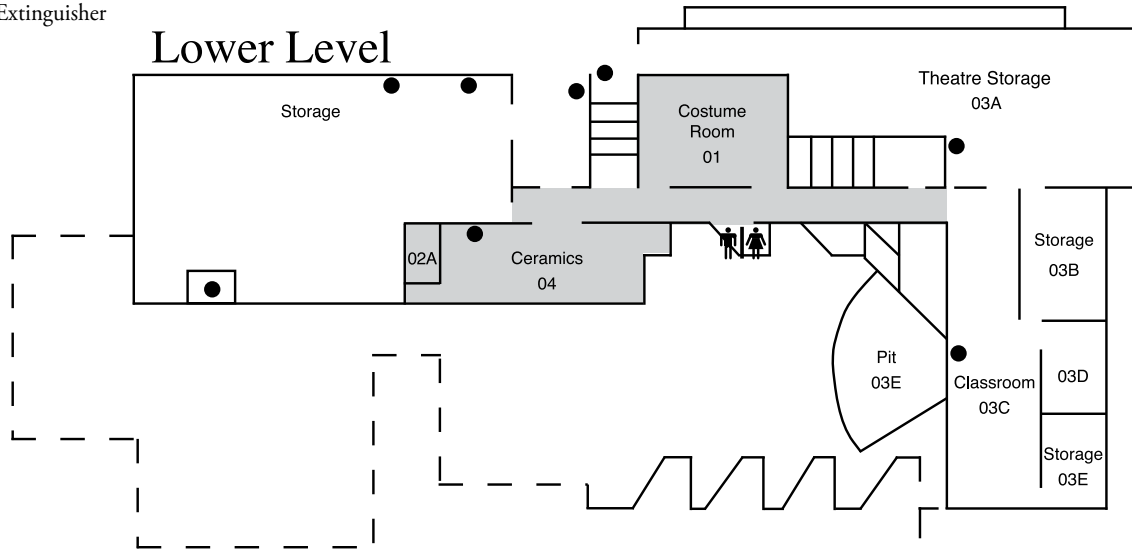 Extinguisher
Lower Level
Storage
Theatre Storage
03A
Costume
Room
01
02A
Ceramics
04
Storage
03B
Pit
03E
Classroom
03C
03D
Storage
03E